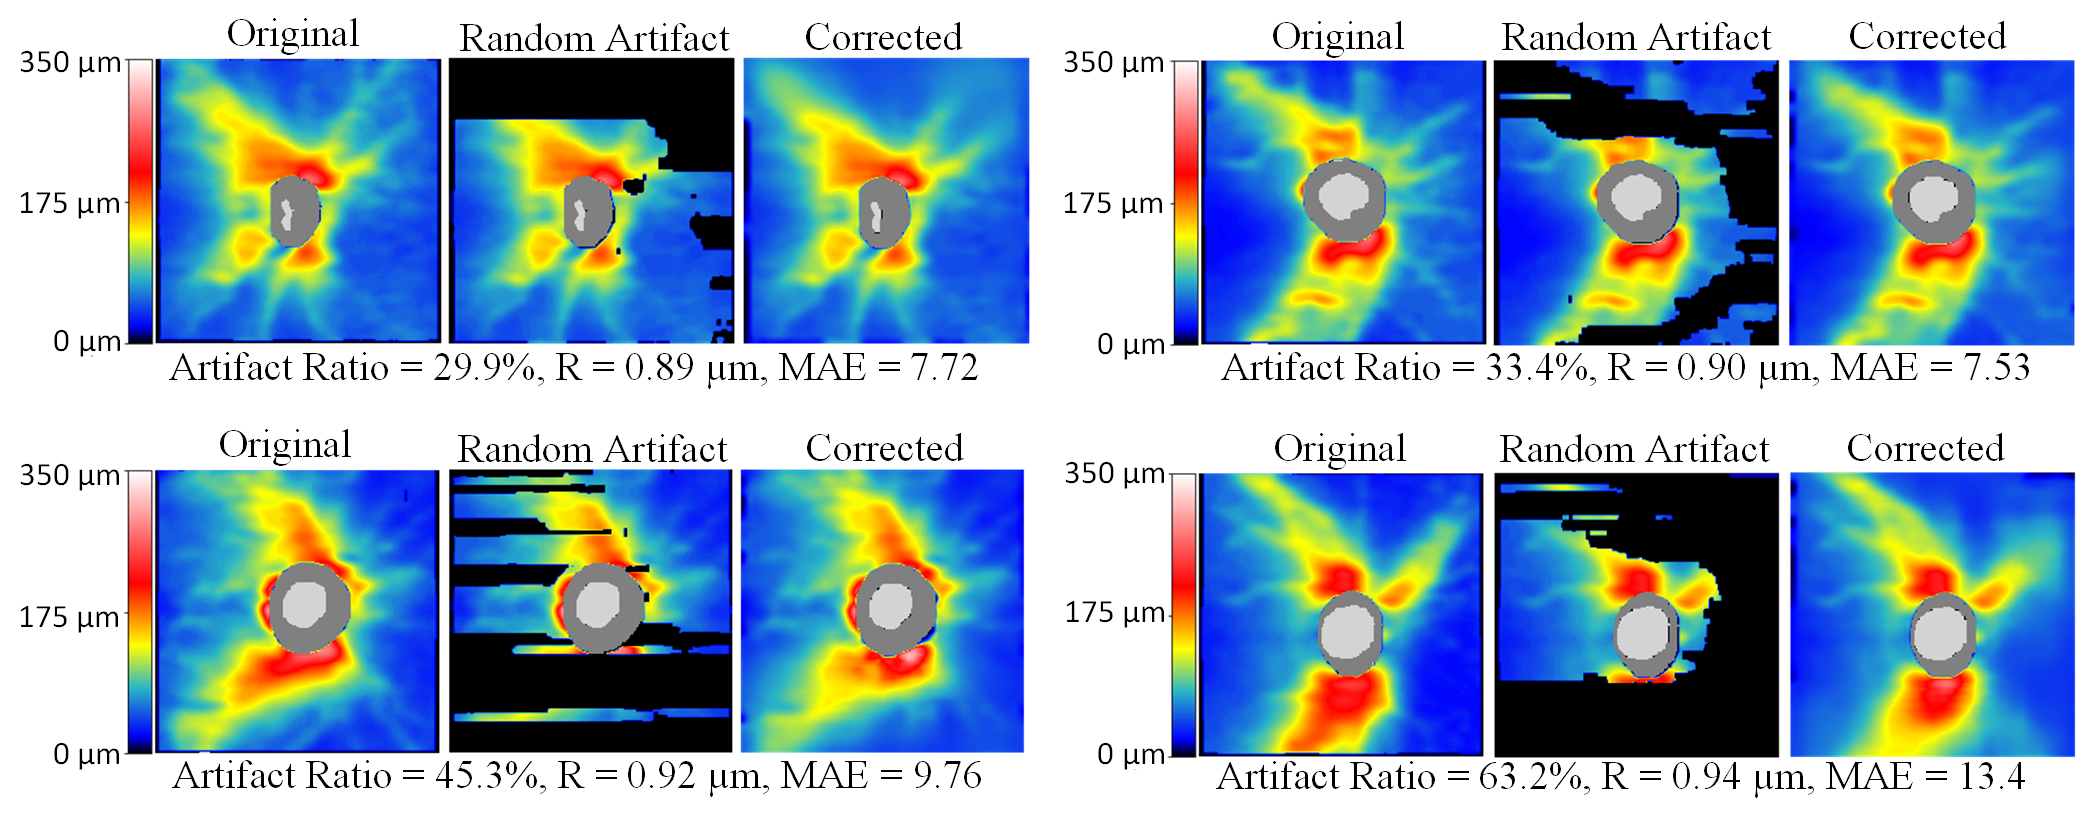 Original Random Artifact Corrected
350 µm
175 µm
0 µm
Artifact Ratio = 29.9%, R = 0.89 µm, MAE = 7.72
Original Random Artifact Corrected
350 µm
175 µm
0 µm
Artifact Ratio = 33.4%, R = 0.90 µm, MAE = 7.53
Original Random Artifact Corrected
350 µm
175 µm
0 µm
Artifact Ratio = 45.3%, R = 0.92 µm, MAE = 9.76
Original Random Artifact Corrected
350 µm
175 µm
0 µm
Artifact Ratio = 63.2%, R = 0.94 µm, MAE = 13.4